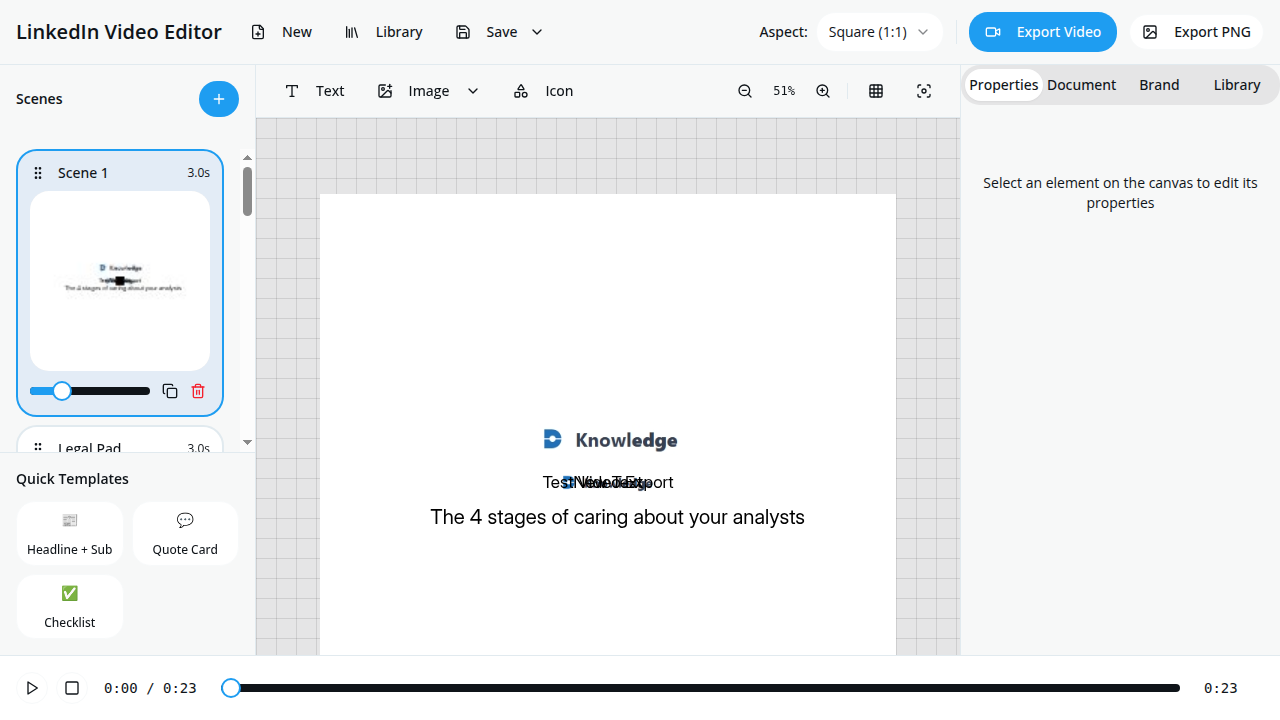 LinkedIn Video Editor
New
Library
Save
Aspect:
Square (1:1)
Export Video
Export PNG
Scenes
Text
Image
Icon
51%
Properties
Document
Brand
Library
Scene 1
3.0s
Knowledge
The 4 stages of caring about your analysts
Select an element on the canvas to edit its
properties
Knowledge
Test
The 4 stages of caring about your analysts
Legal Pad
3.0s
Quick Templates
Headline + Sub
Quote Card
Checklist
0:00 / 0:23
0:23